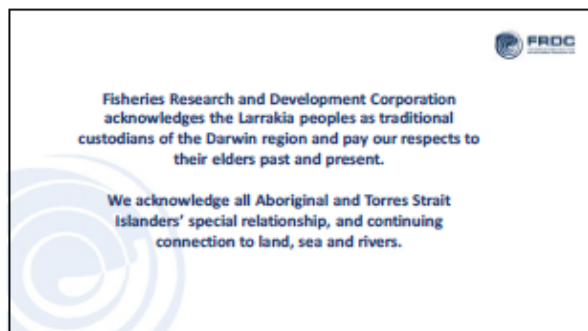 FRDC
Fisheries Research and Development Corporation
acknowledges the Larrakia peoples as traditional
custodians of the Darwin region and pay our respects to
their elders past and present.
We acknowledge all Aboriginal and Torres Strait
Islanders' special relationship, and continuing
connection to land, sea and rivers.